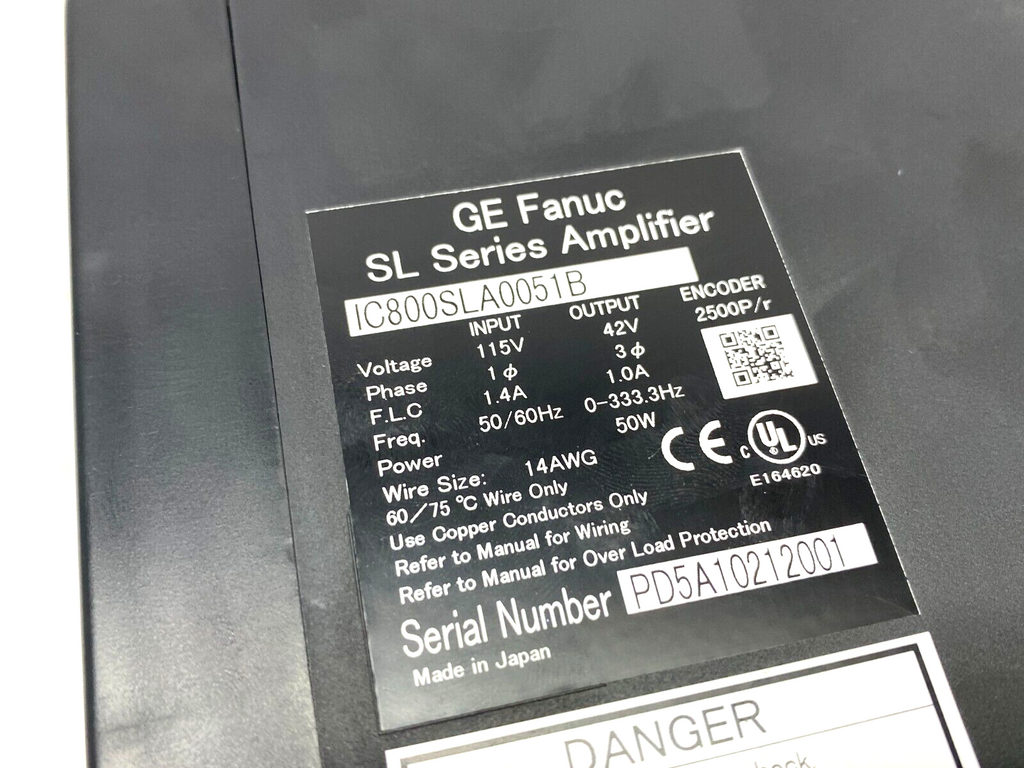 GE Fanuc
SL Series Amplifier
IC800SLA0051B
INPUT OUTPUT ENCODER
Voltage 115V 42V 2500P/r
Phase 1ϕ 3ϕ
F.L.C 1.4A 1.0A
Freq. 50/60Hz 0-333.3Hz
Power 50W
Wire Size: 14AWG
60/75 ℃ Wire Only
Use Copper Conductors Only
Refer to Manual for Wiring
Refer to Manual for Over Load Protection
CE C UL US
E164620
Serial Number PD5A10212001
Made in Japan
DANGER